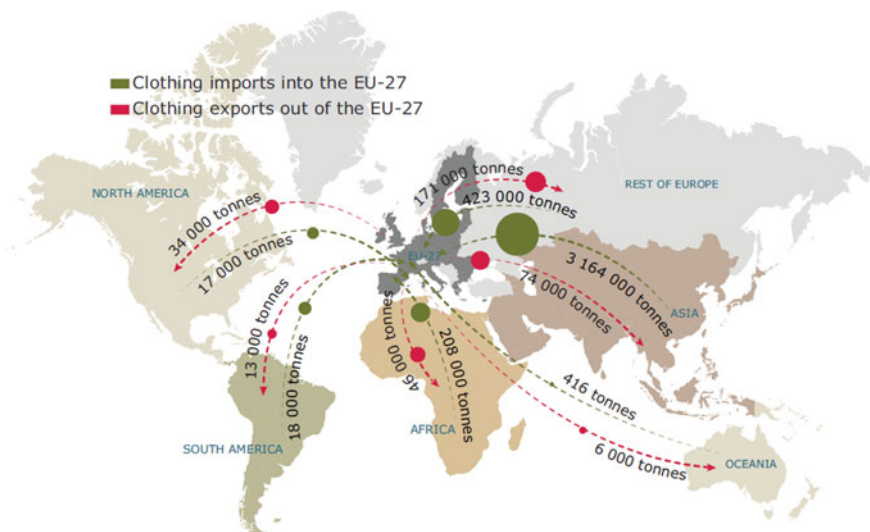 Clothing imports into the EU-27
Clothing exports out of the EU-27
NORTH AMERICA
34 000 tonnes
17 000 tonnes
171 000 tonnes
423 000 tonnes
REST OF EUROPE
EU-27
3 164 000 tonnes
74 000 tonnes
ASIA
13 000 tonnes
18 000 tonnes
SOUTH AMERICA
46 000 tonnes
208 000 tonnes
AFRICA
416 tonnes
6 000 tonnes
OCEANIA